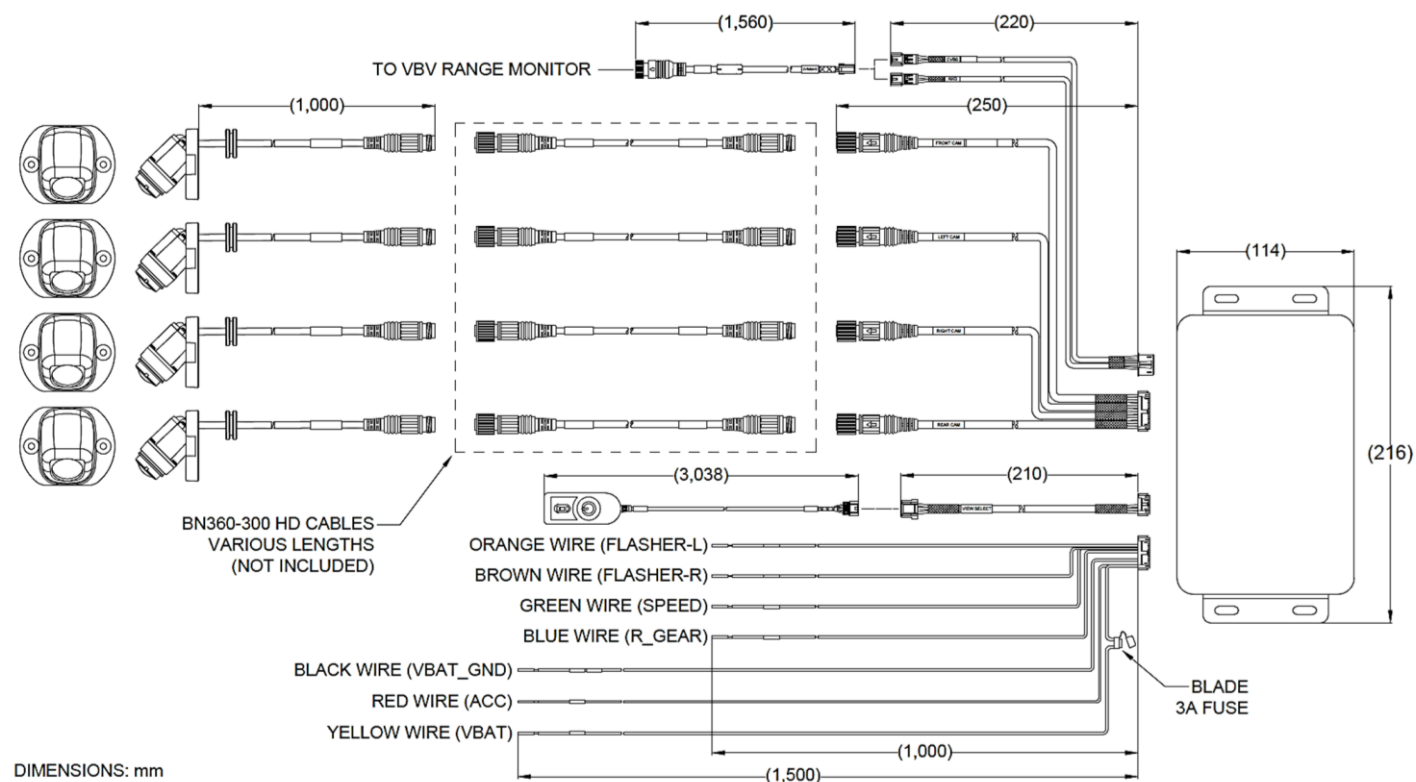 (1,560)
(220)
TO VBV RANGE MONITOR
(1,000)
(250)
FRONT CAM
LEFT CAM
(114)
RIGHT CAM
REAR CAM
(216)
(3,038)
(210)
VIEW SELECT
BN360-300 HD CABLES
VARIOUS LENGTHS
(NOT INCLUDED)
ORANGE WIRE (FLASHER-L)
BROWN WIRE (FLASHER-R)
GREEN WIRE (SPEED)
BLUE WIRE (R_GEAR)
BLACK WIRE (VBAT_GND)
RED WIRE (ACC)
YELLOW WIRE (VBAT)
BLADE
3A FUSE
(1,000)
(1,500)
DIMENSIONS: mm